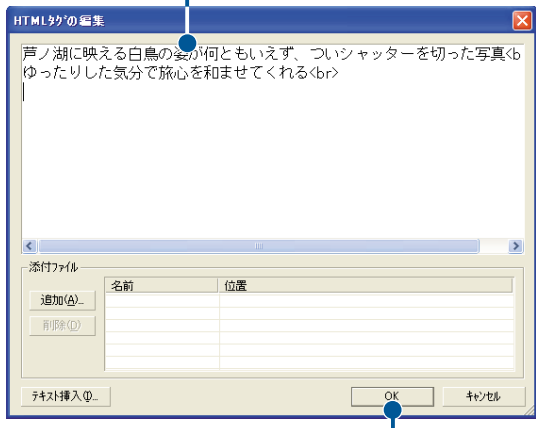 HTMLﾀｸﾞの編集
芦ノ湖に映える白鳥の姿が何ともいえず、ついシャッターを切った写真<b
ゆったりした気分で旅心を和ませてくれる<br>
添付ﾌｧｲﾙ
名前 位置
追加(A)...
削除(D)
ﾃｷｽﾄ挿入(I)...
OK ｷｬﾝｾﾙ